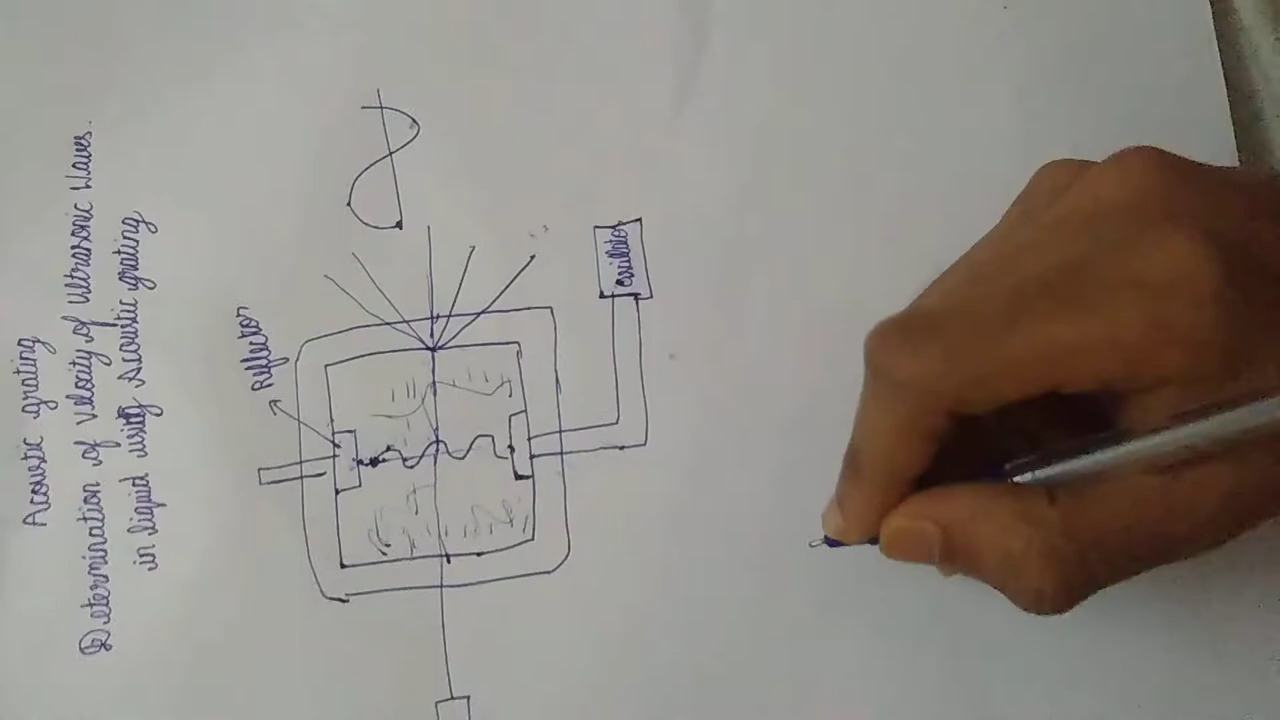 Acoustic grating
Determination of velocity of ultrasonic waves.
in liquid using Acoustic grating
Reflector
oscillator